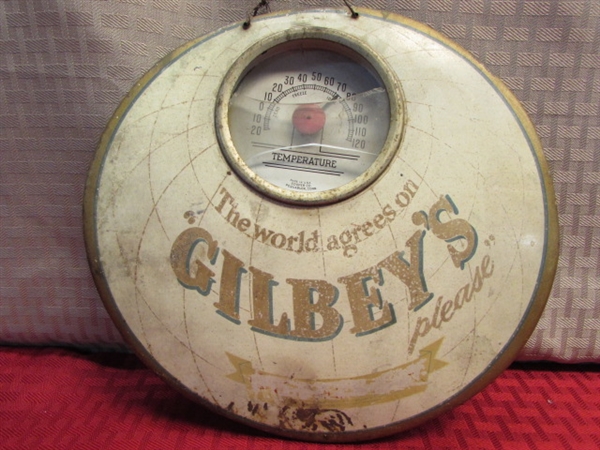 20 10 0 10 20 30 40 50 60 70 80 90 100 110 120
FREEZE
TEMPERATURE
The world agrees on
"GILBEY'S
please"